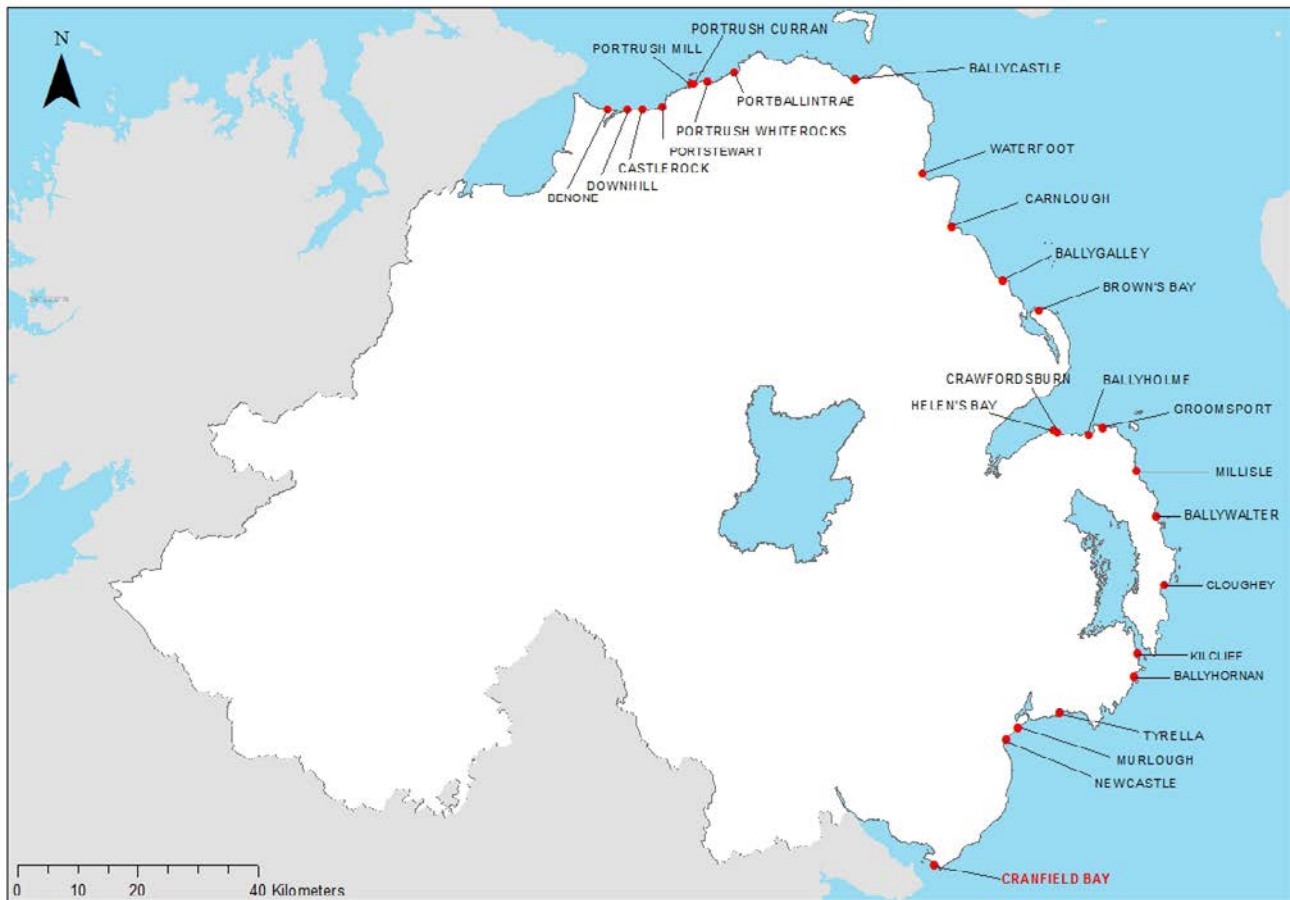 N
PORTRUSH CURRAN
PORTRUSH MILL
BALLYCASTLE
PORTBALLINTRAE
PORTRUSH WHITEROCKS
PORTSTEWART
CASTLEROCK
DOWNHILL
BENONE
WATERFOOT
CARNLOUGH
BALLYGALLEY
BROWN'S BAY
CRAWFORDSBURN
BALLYHOLME
HELEN'S BAY
GROOMSPORT
MILLISLE
BALLYWALTER
CLOUGHEY
KILCLIEF
BALLYHORNAN
TYRELLA
MURLOUGH
NEWCASTLE
CRANFIELD BAY
0 10 20 40 Kilometers